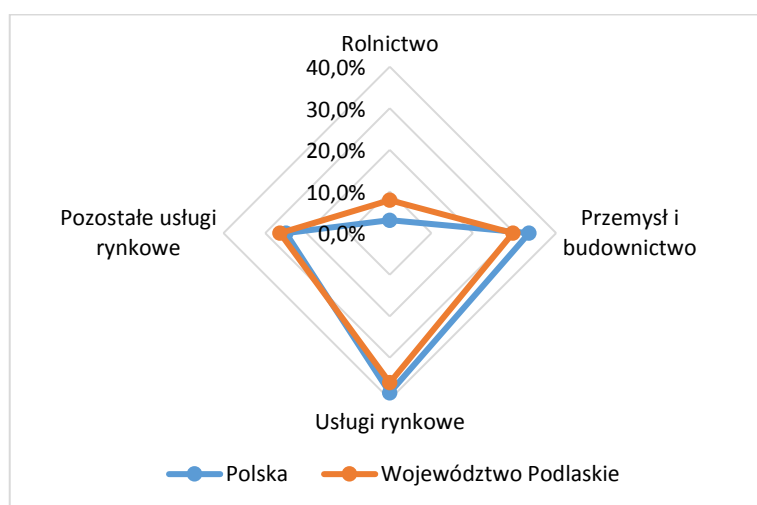 Rolnictwo
40,0%
30,0%
20,0%
10,0%
0,0%
Pozostałe usługi
rynkowe
Przemysł i
budownictwo
Usługi rynkowe
Polska
Województwo Podlaskie